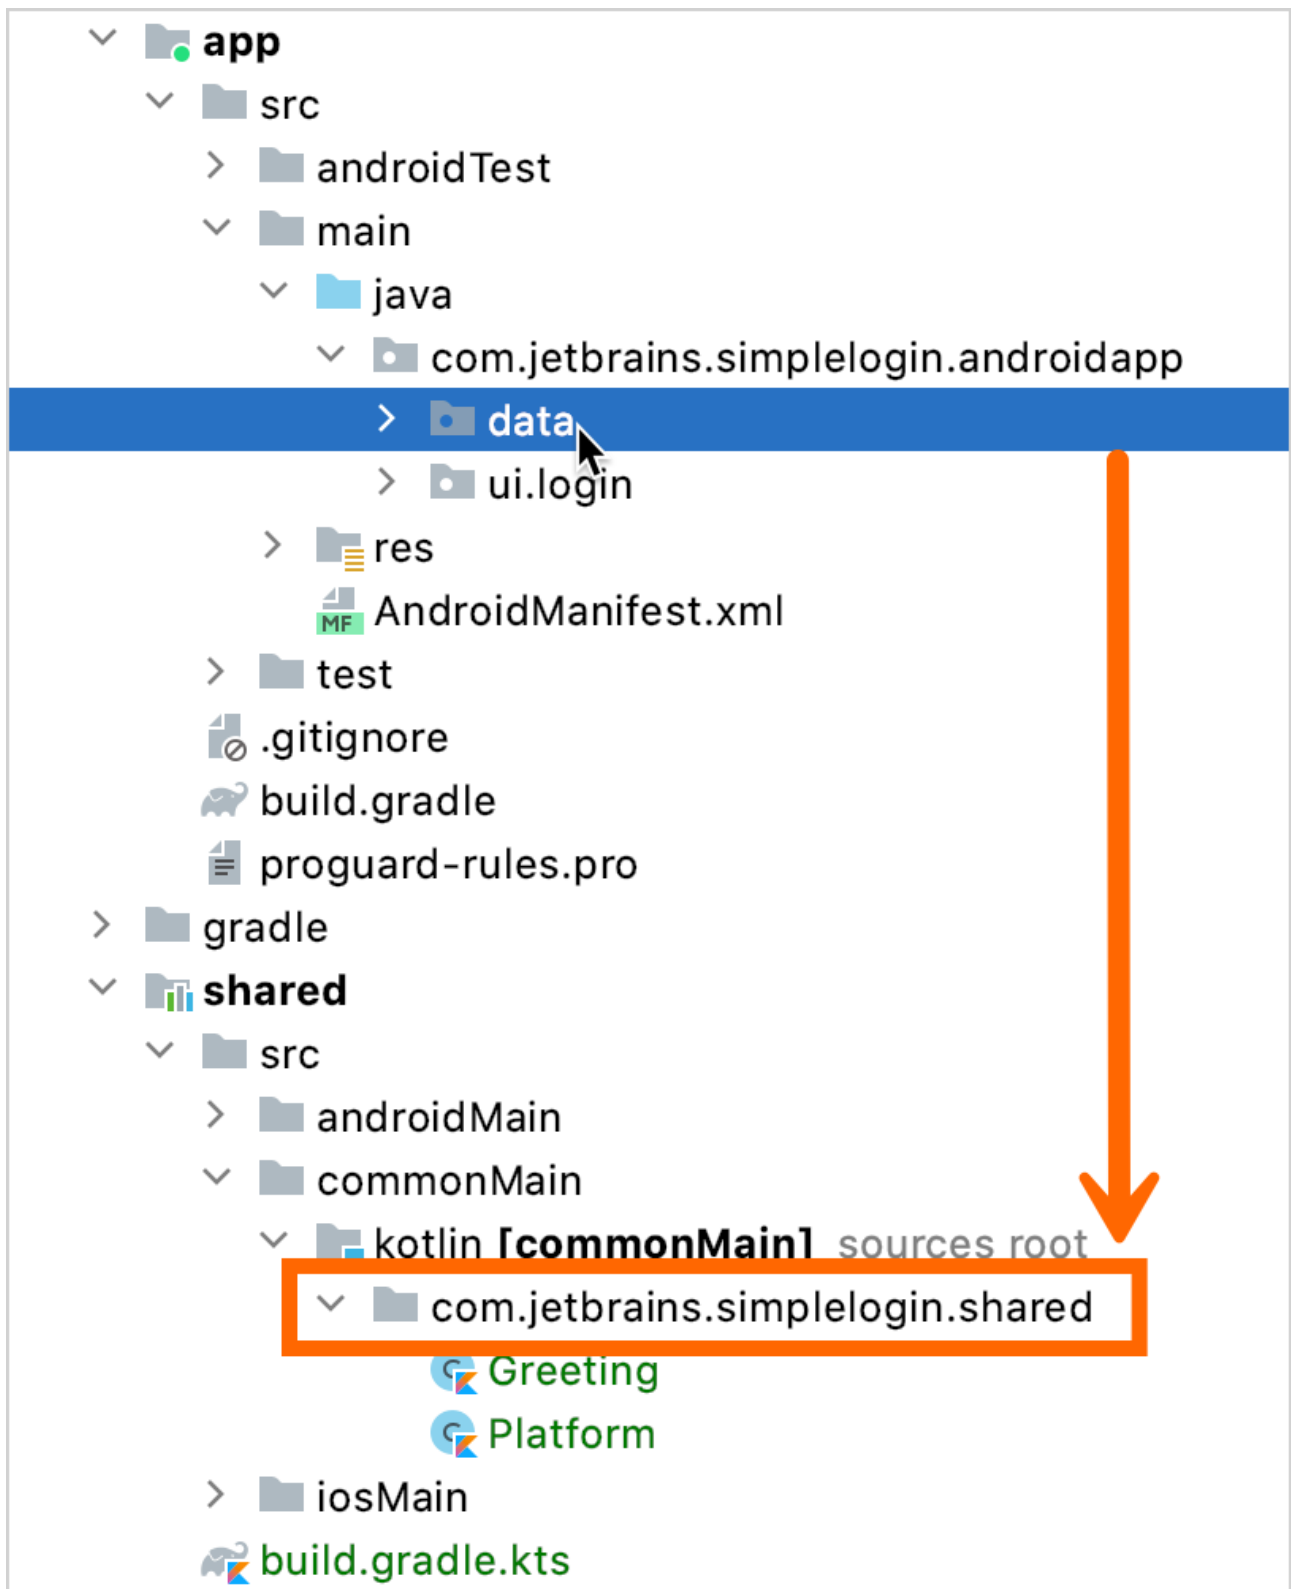 app
src
androidTest
main
java
com.jetbrains.simplelogin.androidapp
data
ui.login
res
MF AndroidManifest.xml
test
.gitignore
build.gradle
proguard-rules.pro
gradle
shared
src
androidMain
commonMain
kotlin [commonMain] sources root
com.jetbrains.simplelogin.shared
C Greeting
C Platform
iosMain
build.gradle.kts